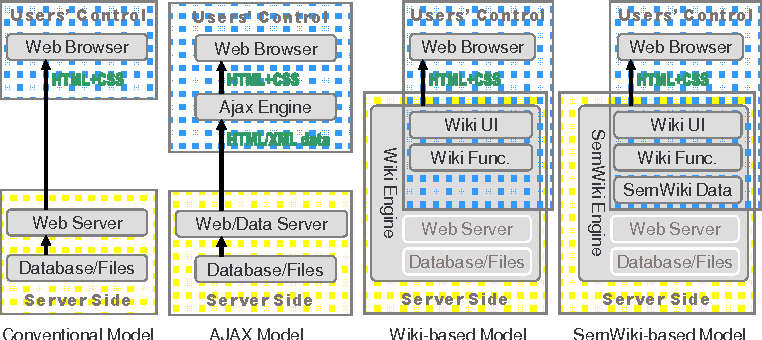 Users' Control
Web Browser
HTML+CSS
Web Server
Database/Files
Server Side
Conventional Model
Users' Control
Web Browser
HTML+CSS
Ajax Engine
HTML/XML data
Web/Data Server
Database/Files
Server Side
AJAX Model
Users' Control
Web Browser
HTML+CSS
Wiki Engine
Wiki UI
Wiki Func.
Web Server
Database/Files
Server Side
Wiki-based Model
Users' Control
Web Browser
HTML+CSS
SemWiki Engine
Wiki UI
Wiki Func.
SemWiki Data
Web Server
Database/Files
Server Side
SemWiki-based Model